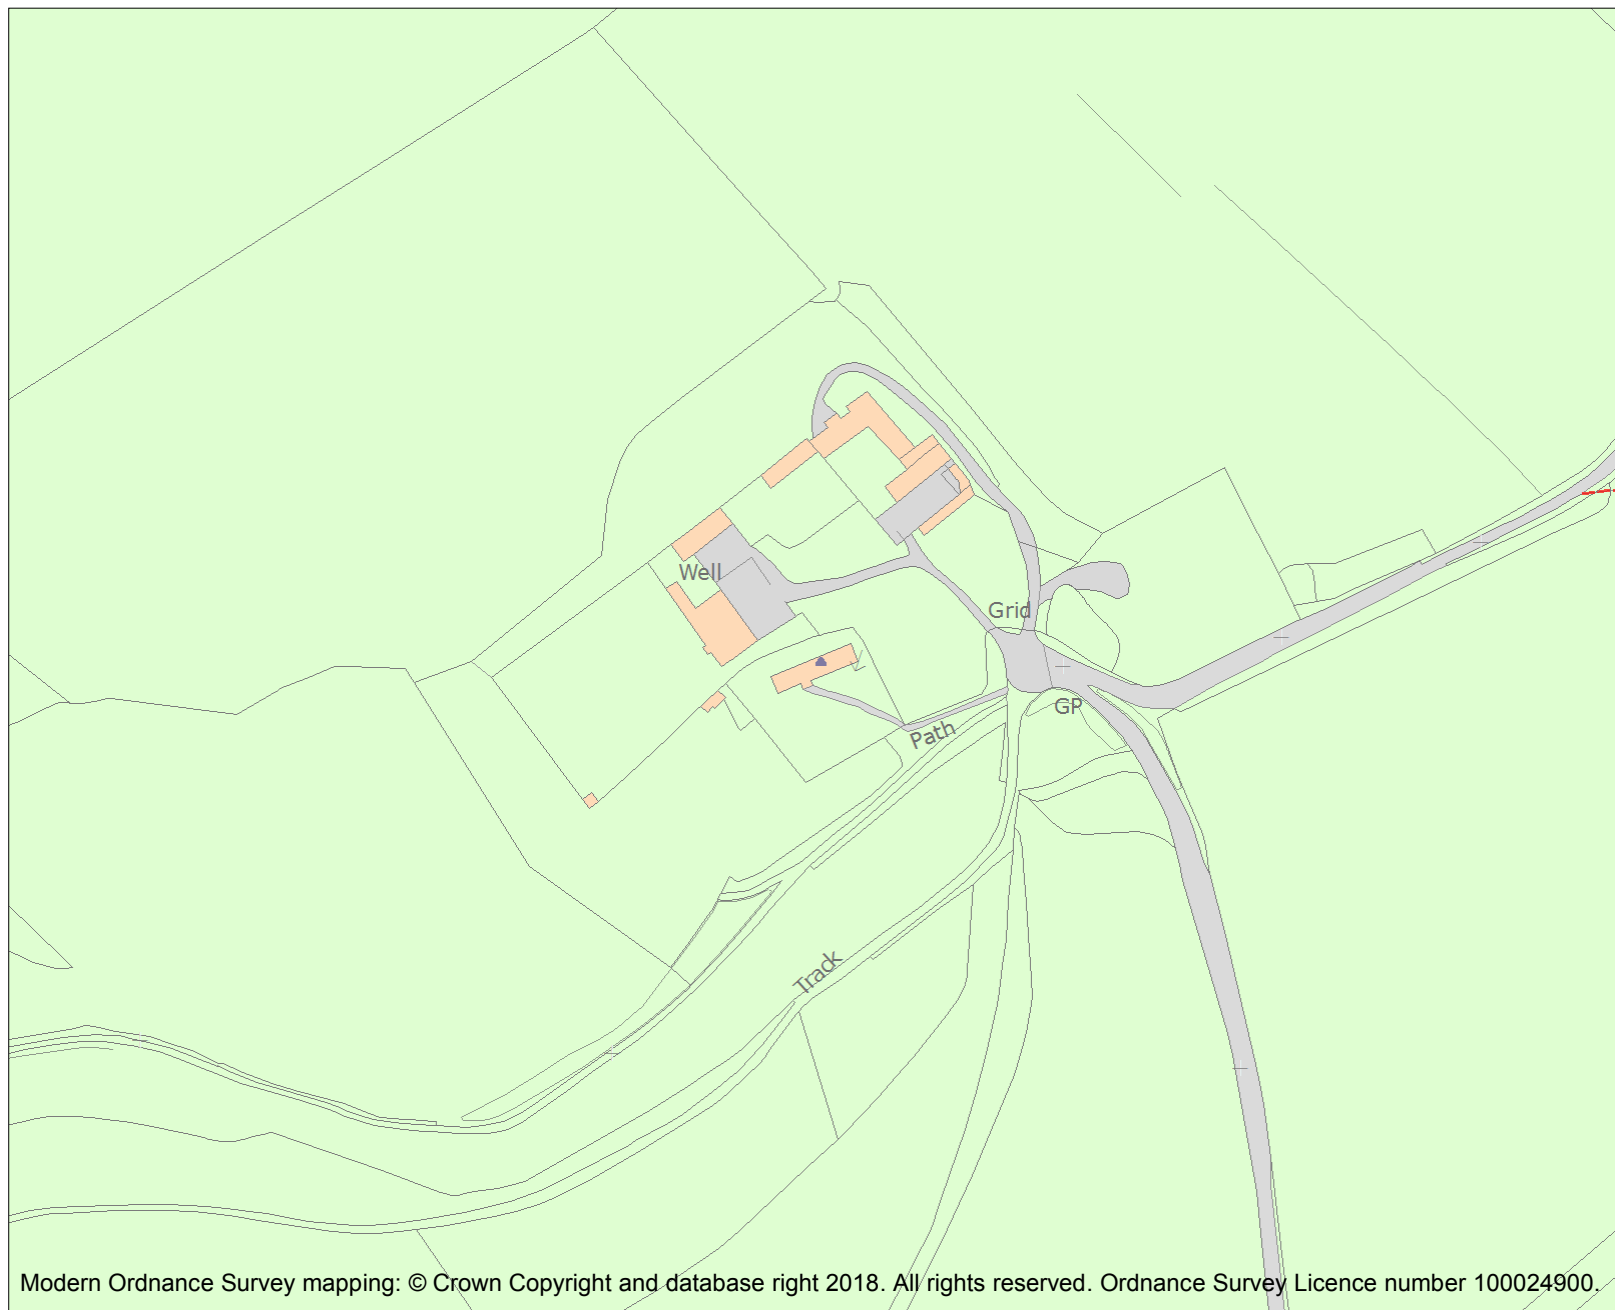 Well
Grid
GP
Path
Track
Modern Ordnance Survey mapping: © Crown Copyright and database right 2018. All rights reserved. Ordnance Survey Licence number 100024900.